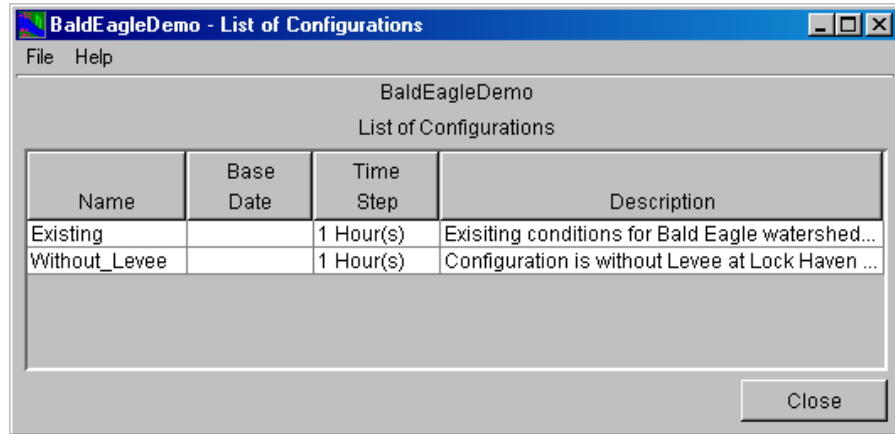 BaldEagleDemo - List of Configurations
File Help
BaldEagleDemo
List of Configurations
Name Base Date Time Step Description
Existing 1 Hour(s) Exisiting conditions for Bald Eagle watershed...
Without_Levee 1 Hour(s) Configuration is without Levee at Lock Haven ...
Close